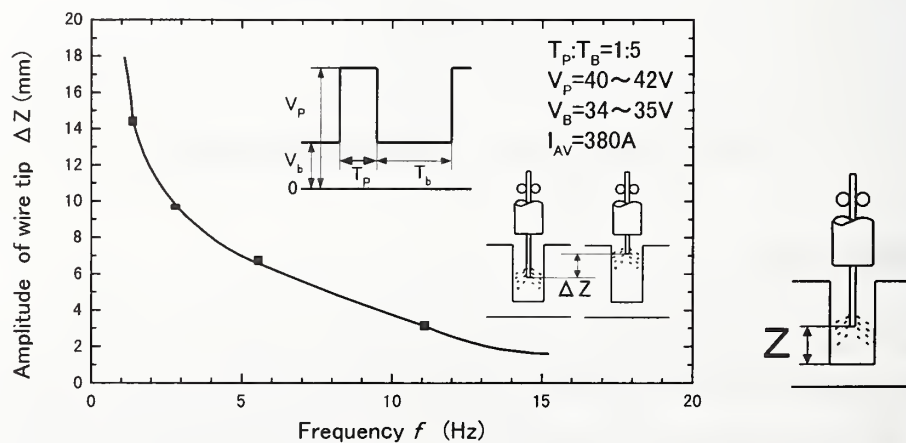 Amplitude of wire tip ΔZ (mm)
20
18
16
14
12
10
8
6
4
2
0
0
5
10
15
20
Frequency f (Hz)
V_P
V_b
0
T_P
T_b
T_P:T_B=1:5
V_P=40～42V
V_B=34～35V
I_AV=380A
ΔZ
Z